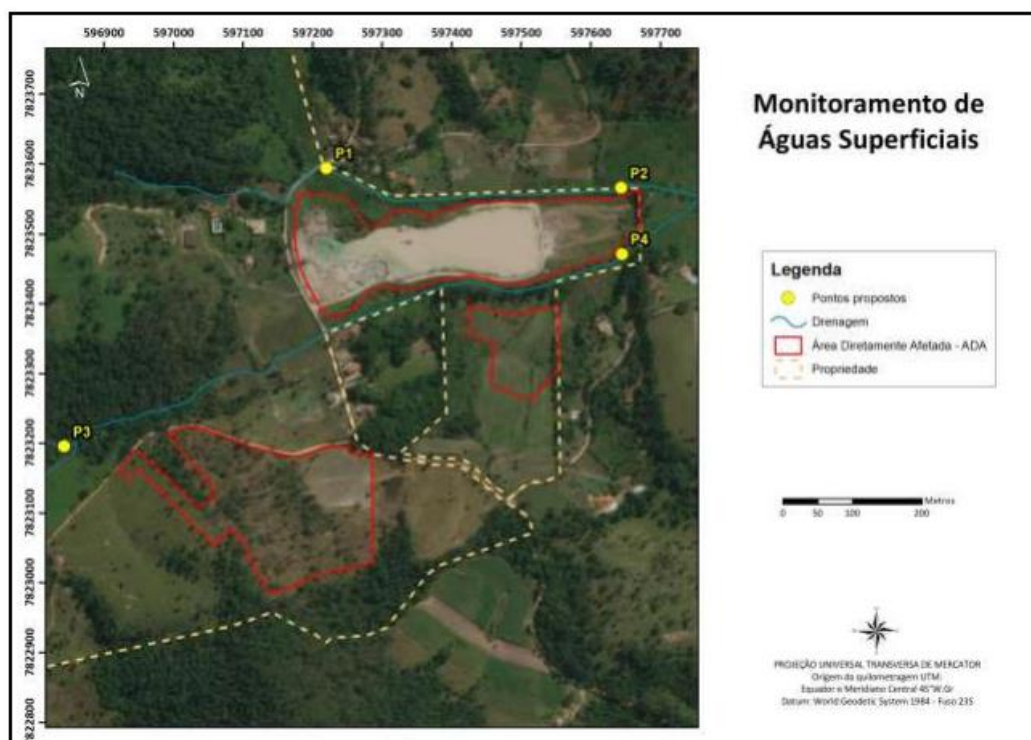 596900 597000 597100 597200 597300 597400 597500 597600 597700
7823700
7823600
7823500
7823400
7823300
7823200
7823100
7823000
7822900
7822800
N
P1
P2
P4
P3
Monitoramento de
Águas Superficiais
Legenda
Pontos propostos
Drenagem
Área Diretamente Afetada - ADA
Propriedade
Metros
0 50 100 200
PROJEÇÃO UNIVERSAL TRANSVERSA DE MERCATOR
Origem da quilometragem UTM:
Equador e Meridiano Central 45°W.Gr
Datum: World Geodetic System 1984 - Fuso 23S